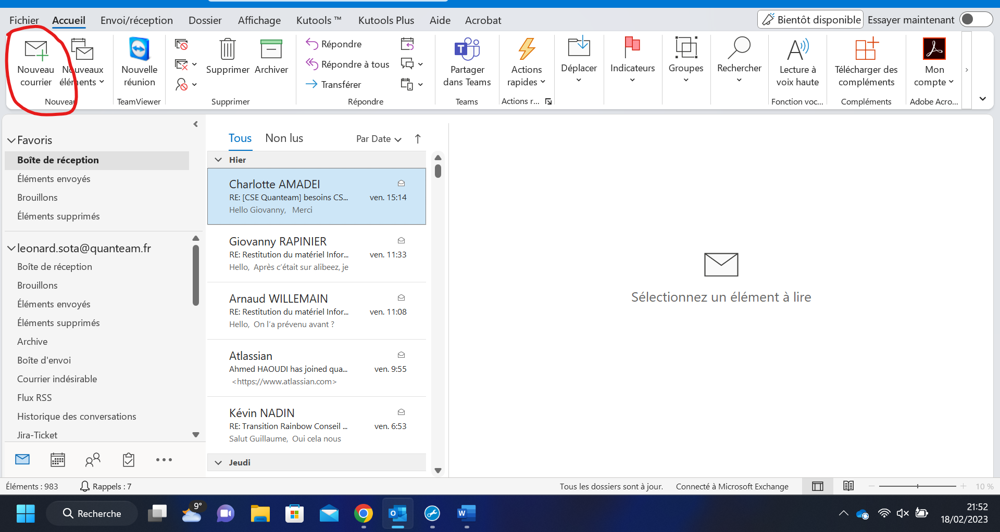 Fichier Accueil Envoi/réception Dossier Affichage Kutools ™ Kutools Plus Aide Acrobat Bientôt disponible Essayer maintenant
Nouveau courrier
Nouveaux éléments
Nouveau
Nouvelle réunion
TeamViewer
Supprimer Archiver
Supprimer
Répondre
Répondre à tous
Transférer
Répondre
Partager dans Teams
Teams
Actions rapides
Actions r...
Déplacer
Indicateurs
Groupes
Rechercher
Lecture à voix haute
Fonction voc...
Télécharger des compléments
Compléments
Mon compte
Adobe Acro...
Favoris
Boîte de réception
Éléments envoyés
Brouillons
Éléments supprimés
leonard.sota@quanteam.fr
Boîte de réception
Brouillons
Éléments envoyés
Éléments supprimés
Archive
Boîte d'envoi
Courrier indésirable
Flux RSS
Historique des conversations
Jira-Ticket
Tous Non lus Par Date
Hier
Charlotte AMADEI
RE: [CSE Quanteam] besoins CS... ven. 15:14
Hello Giovanny, Merci
Giovanny RAPINIER
RE: Restitution du matériel Infor... ven. 11:33
Hello, Après c'était sur alibeez, je
Arnaud WILLEMAIN
RE: Restitution du matériel Infor... ven. 11:08
Hello, On l'a prévenu avant ?
Atlassian
Ahmed HAOUDI has joined qua... ven. 9:55
<https://www.atlassian.com>
Kévin NADIN
RE: Transition Rainbow Conseil ... ven. 6:53
Salut Guillaume, Oui cela nous
Jeudi
Sélectionnez un élément à lire
Éléments : 983 Rappels : 7 Tous les dossiers sont à jour. Connecté à Microsoft Exchange 10 %
Recherche 9° 21:52
18/02/2023